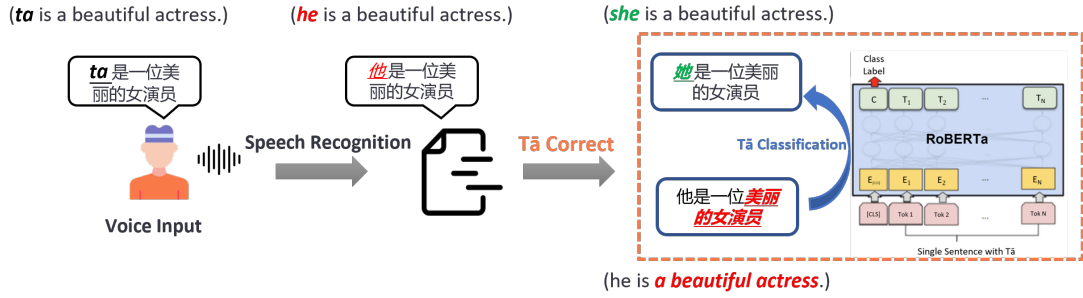 (ta is a beautiful actress.)
(he is a beautiful actress.)
(she is a beautiful actress.)
ta是一位美
丽的女演员
Voice Input
Speech Recognition
他是一位美
丽的女演员
Tā Correct
她是一位美丽
的女演员
Tā Classification
他是一位美丽
的女演员
Class
Label
C
T1
T2
...
TN
RoBERTa
E[CLS]
E1
E2
...
EN
[CLS]
Tok 1
Tok 2
...
Tok N
Single Sentence with Tā
(he is a beautiful actress.)